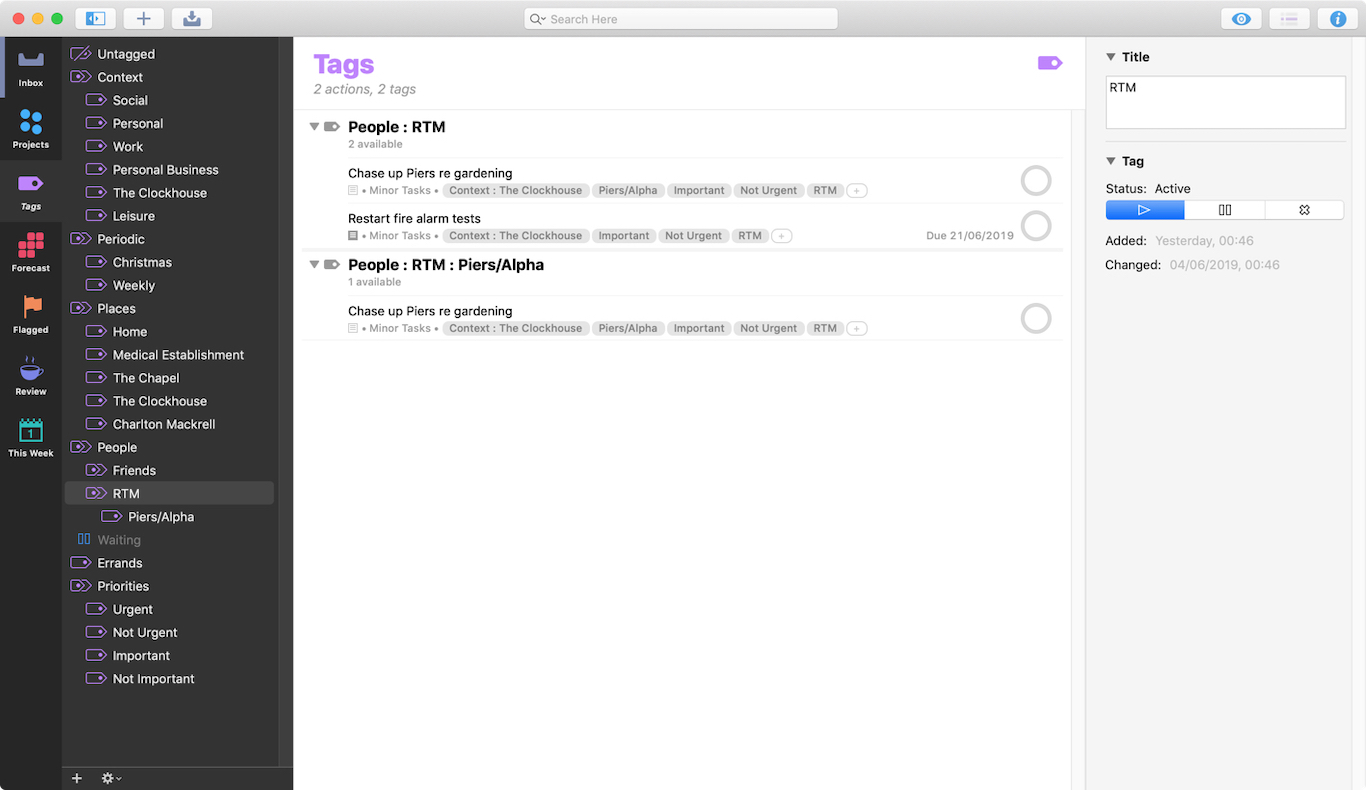 Search Here
Inbox
Projects
Tags
Forecast
Flagged
Review
1
This Week
Untagged
Context
Social
Personal
Work
Personal Business
The Clockhouse
Leisure
Periodic
Christmas
Weekly
Places
Home
Medical Establishment
The Chapel
The Clockhouse
Charlton Mackrell
People
Friends
RTM
Piers/Alpha
Waiting
Errands
Priorities
Urgent
Not Urgent
Important
Not Important
Tags
2 actions, 2 tags
People : RTM
2 available
Chase up Piers re gardening
• Minor Tasks • Context : The Clockhouse Piers/Alpha Important Not Urgent RTM +
Restart fire alarm tests
• Minor Tasks • Context : The Clockhouse Important Not Urgent RTM + Due 21/06/2019
People : RTM : Piers/Alpha
1 available
Chase up Piers re gardening
• Minor Tasks • Context : The Clockhouse Piers/Alpha Important Not Urgent RTM +
Title
RTM
Tag
Status: Active
Added: Yesterday, 00:46
Changed: 04/06/2019, 00:46